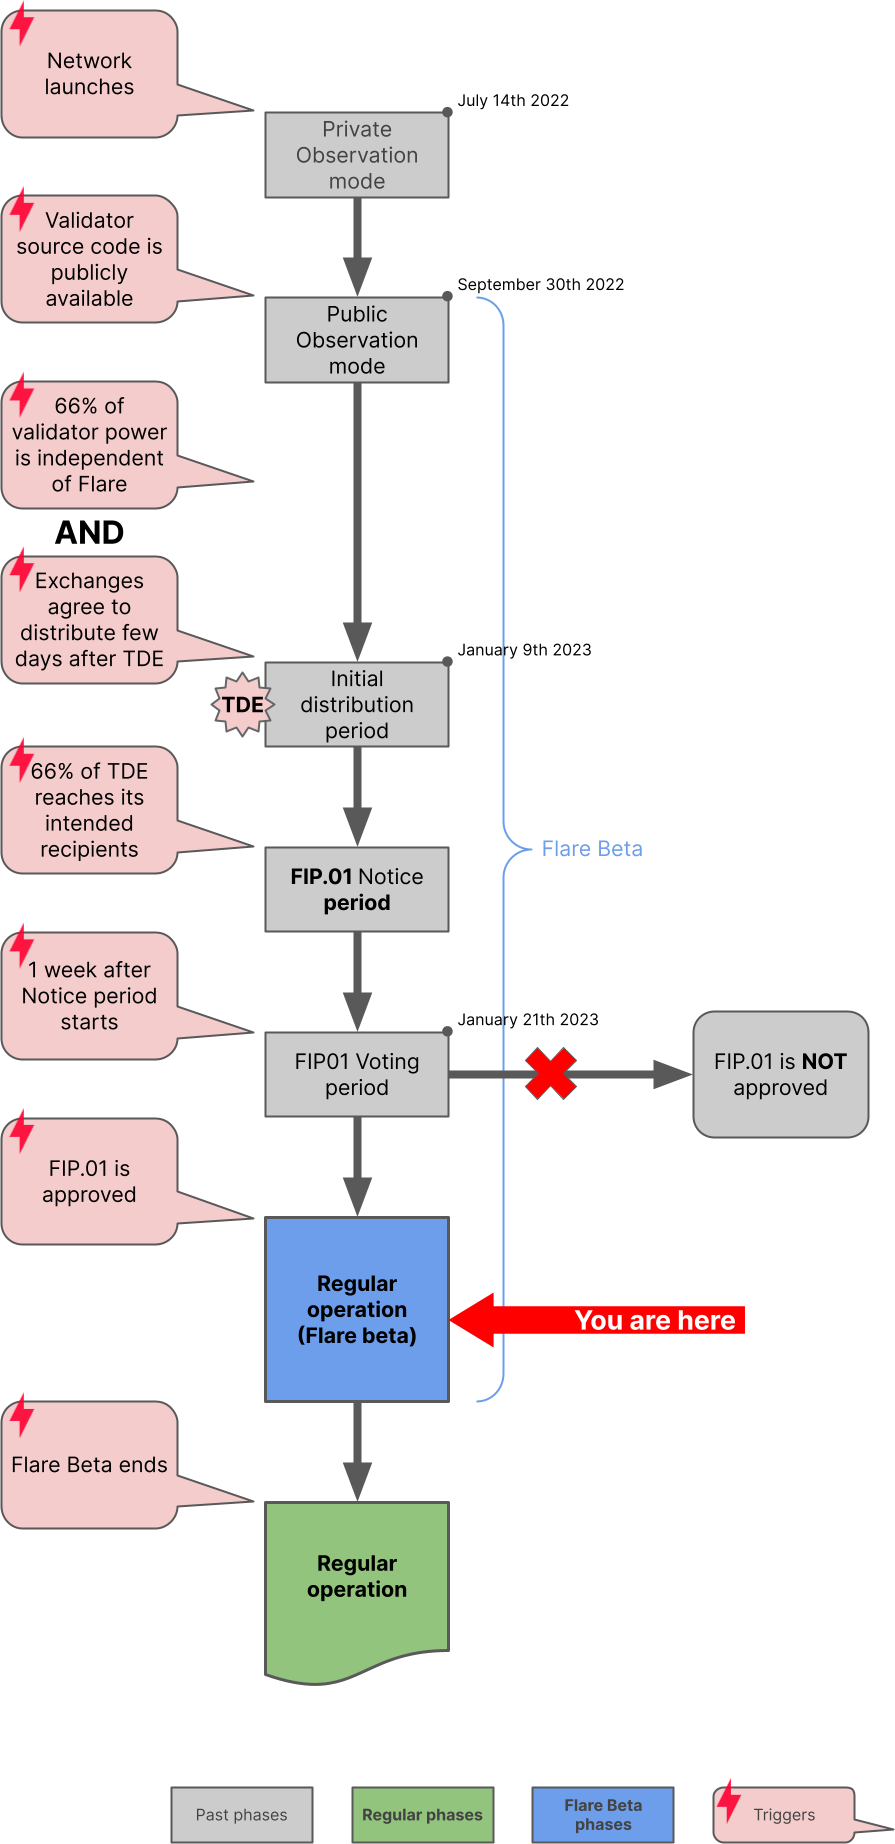 Network
launches
July 14th 2022
Private
Observation
mode
Validator
source code is
publicly
available
September 30th 2022
Public
Observation
mode
66% of
validator power
is independent
of Flare
AND
Exchanges
agree to
distribute few
days after TDE
January 9th 2023
TDE
Initial
distribution
period
66% of TDE
reaches its
intended
recipients
Flare Beta
FIP.01 Notice
period
1 week after
Notice period
starts
January 21th 2023
FIP01 Voting
period
FIP.01 is NOT
approved
FIP.01 is
approved
Regular
operation
(Flare beta)
You are here
Flare Beta ends
Regular
operation
Past phases
Regular phases
Flare Beta
phases
Triggers